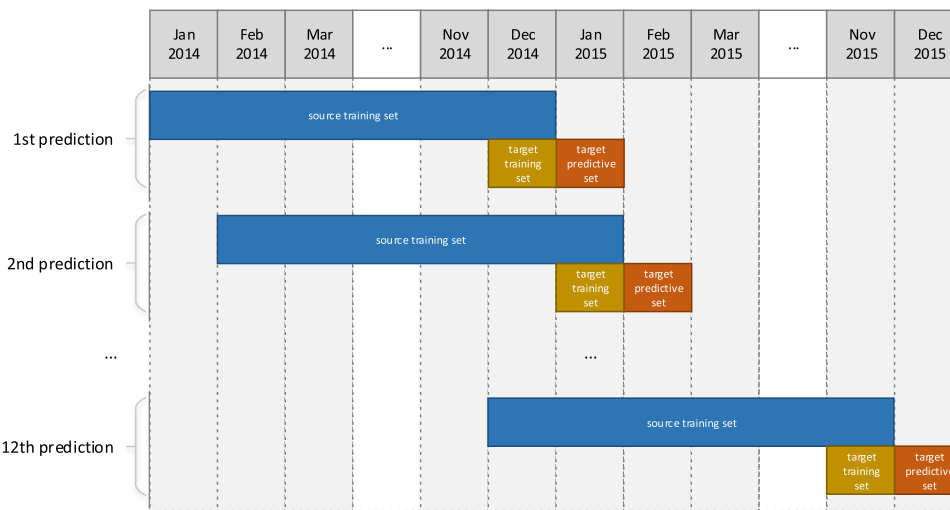 Jan
2014
Feb
2014
Mar
2014
...
Nov
2014
Dec
2014
Jan
2015
Feb
2015
Mar
2015
...
Nov
2015
Dec
2015
1st prediction
source training set
target
training
set
target
predictive
set
2nd prediction
source training set
target
training
set
target
predictive
set
...
...
12th prediction
source training set
target
training
set
target
predictiv
set